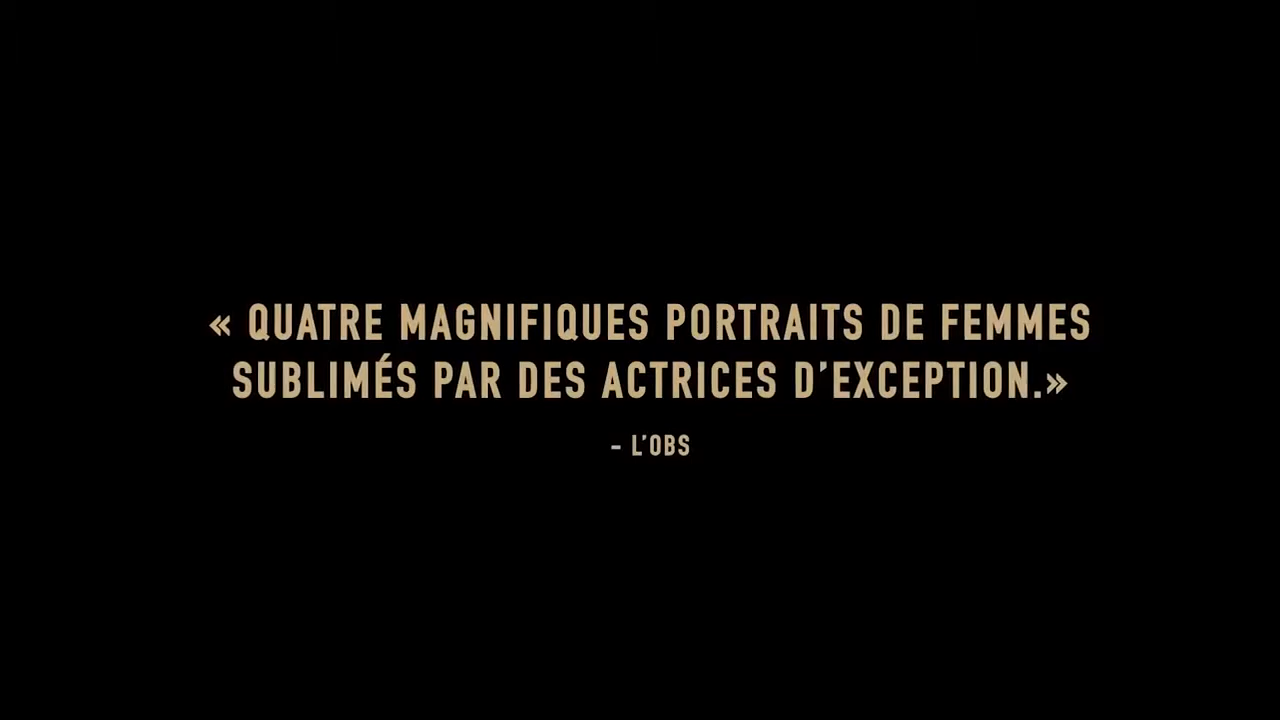 « QUATRE MAGNIFIQUES PORTRAITS DE FEMMES
SUBLIMÉS PAR DES ACTRICES D’EXCEPTION.»
- L’OBS